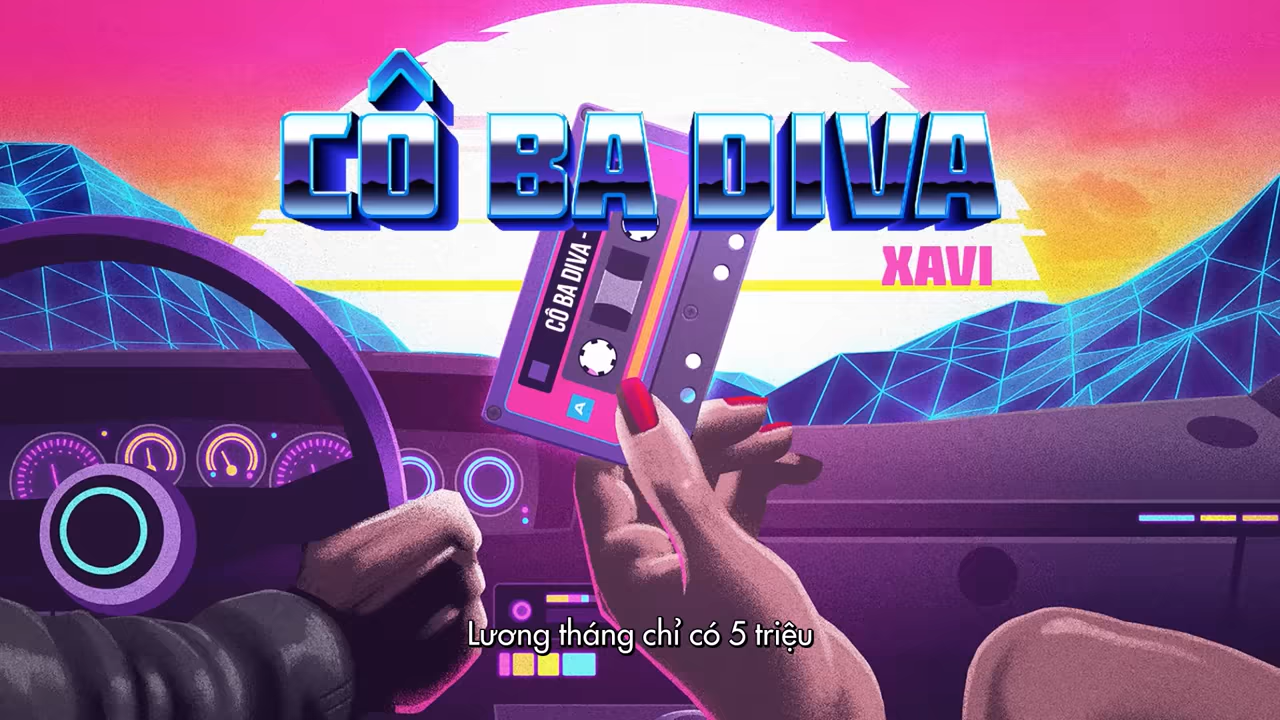 CÔ BA DIVA
XAVI
CÔ BA DIVA -
A
Lương tháng chỉ có 5 triệu